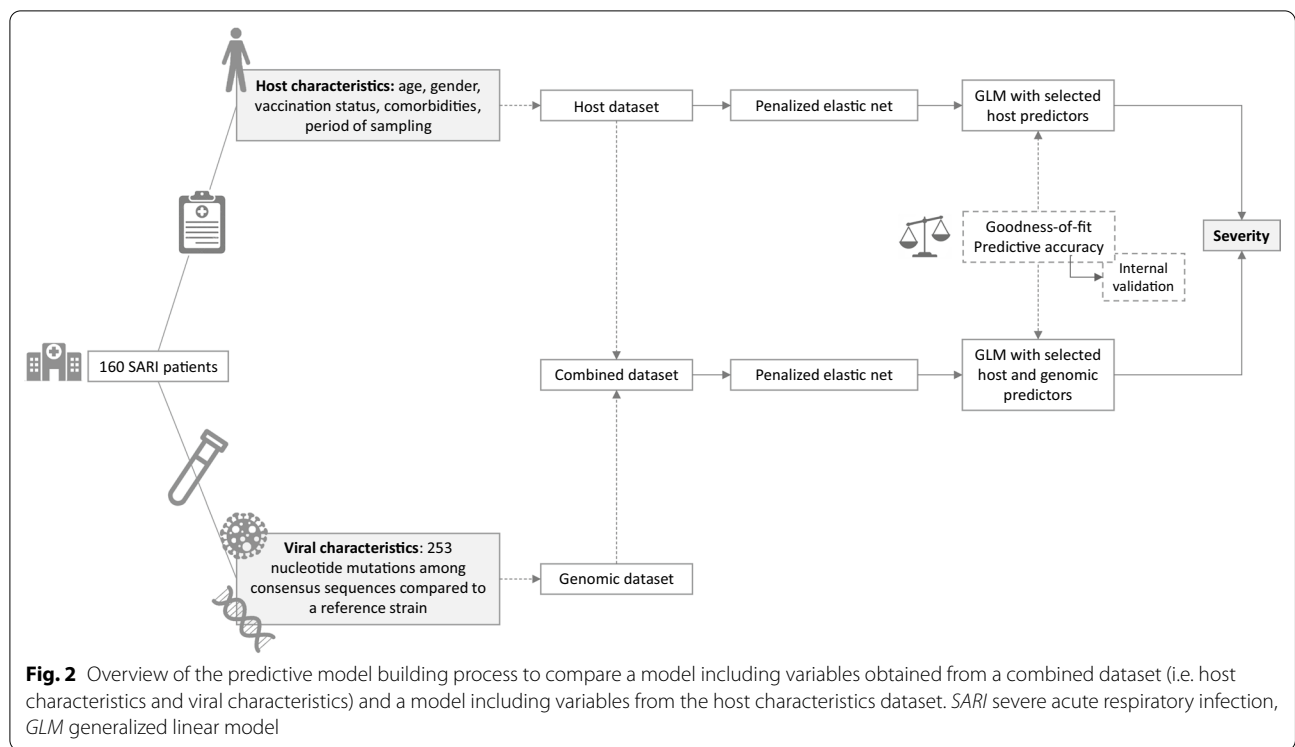 Host characteristics: age, gender,
vaccination status, comorbidities,
period of sampling
Host dataset
Penalized elastic net
GLM with selected
host predictors
Goodness-of-fit
Predictive accuracy
Internal
validation
Severity
160 SARI patients
Combined dataset
Penalized elastic net
GLM with selected
host and genomic
predictors
Viral characteristics: 253
nucleotide mutations among
consensus sequences compared to
a reference strain
Genomic dataset
Fig. 2 Overview of the predictive model building process to compare a model including variables obtained from a combined dataset (i.e. host
characteristics and viral characteristics) and a model including variables from the host characteristics dataset. SARI severe acute respiratory infection,
GLM generalized linear model